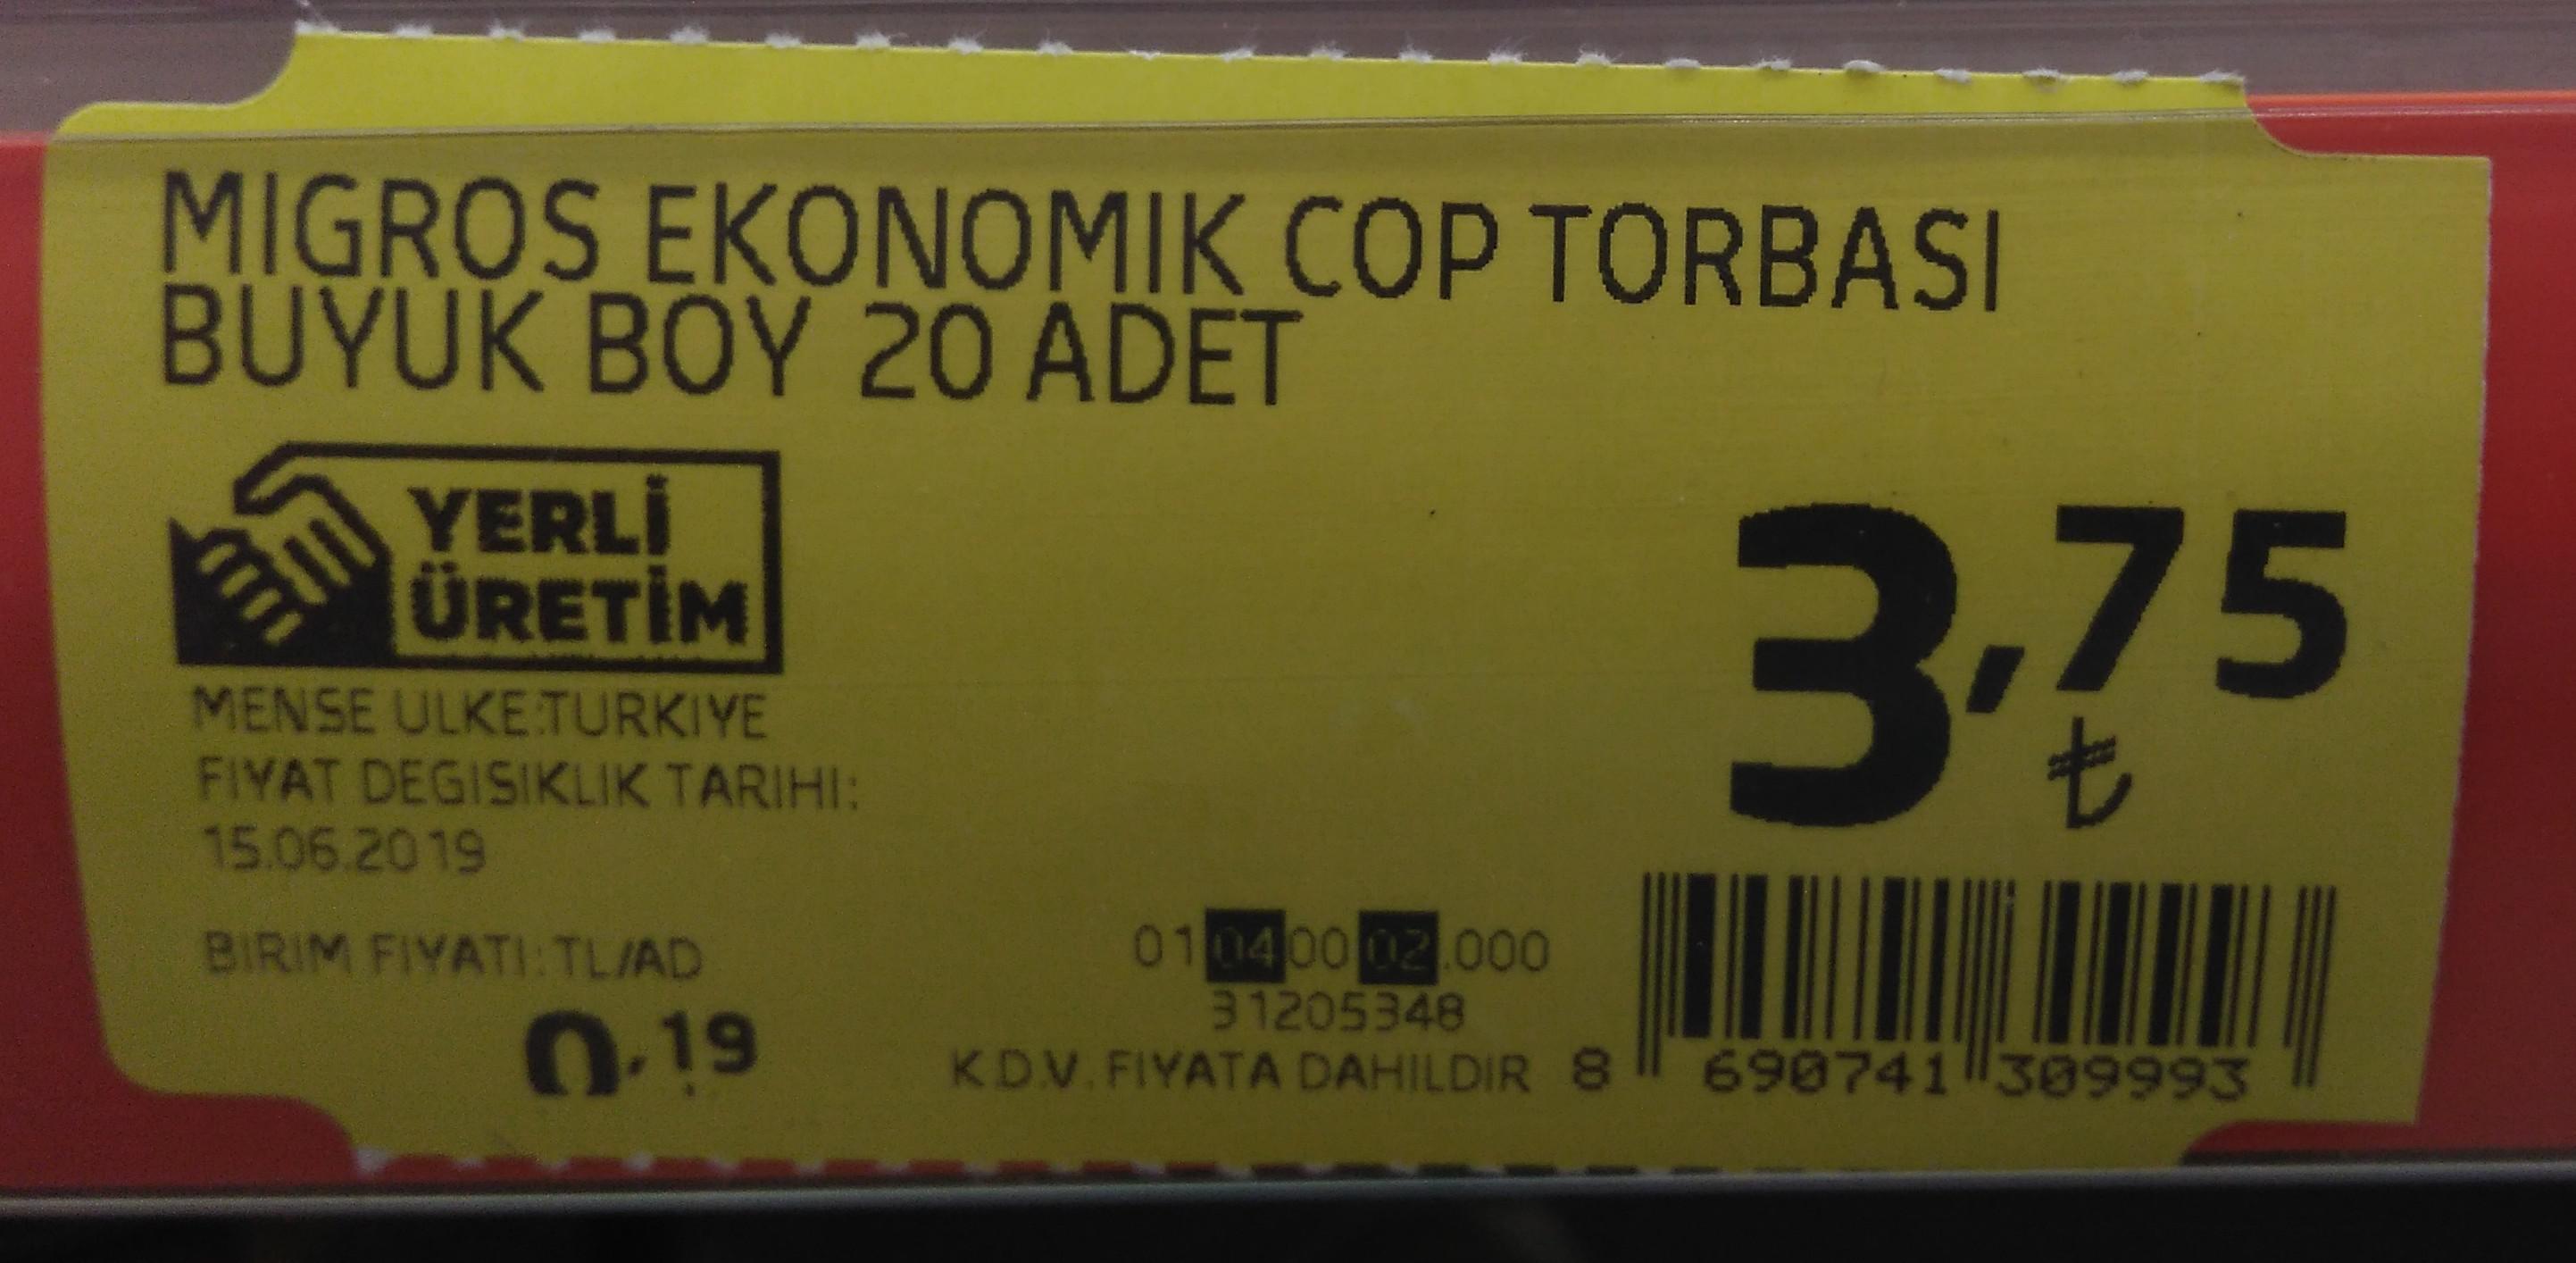 MIGROS EKONOMIK COP TORBASI
BUYUK BOY 20 ADET
YERLİ
ÜRETİM
3,75
₺
MENSE ULKE:TURKIYE
FIYAT DEGISIKLIK TARIHI:
15.06.2019
BIRIM FIYATI:TL/AD
0,19
01040002.000
31205348
K.D.V. FIYATA DAHILDIR
8 690741 309993